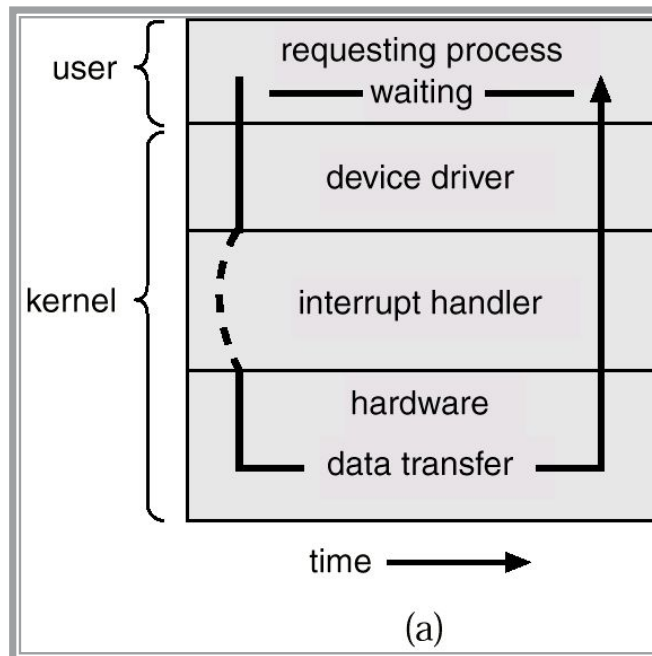 requesting process
user
waiting
device driver
kernel
interrupt handler
hardware
data transfer
time
(a)